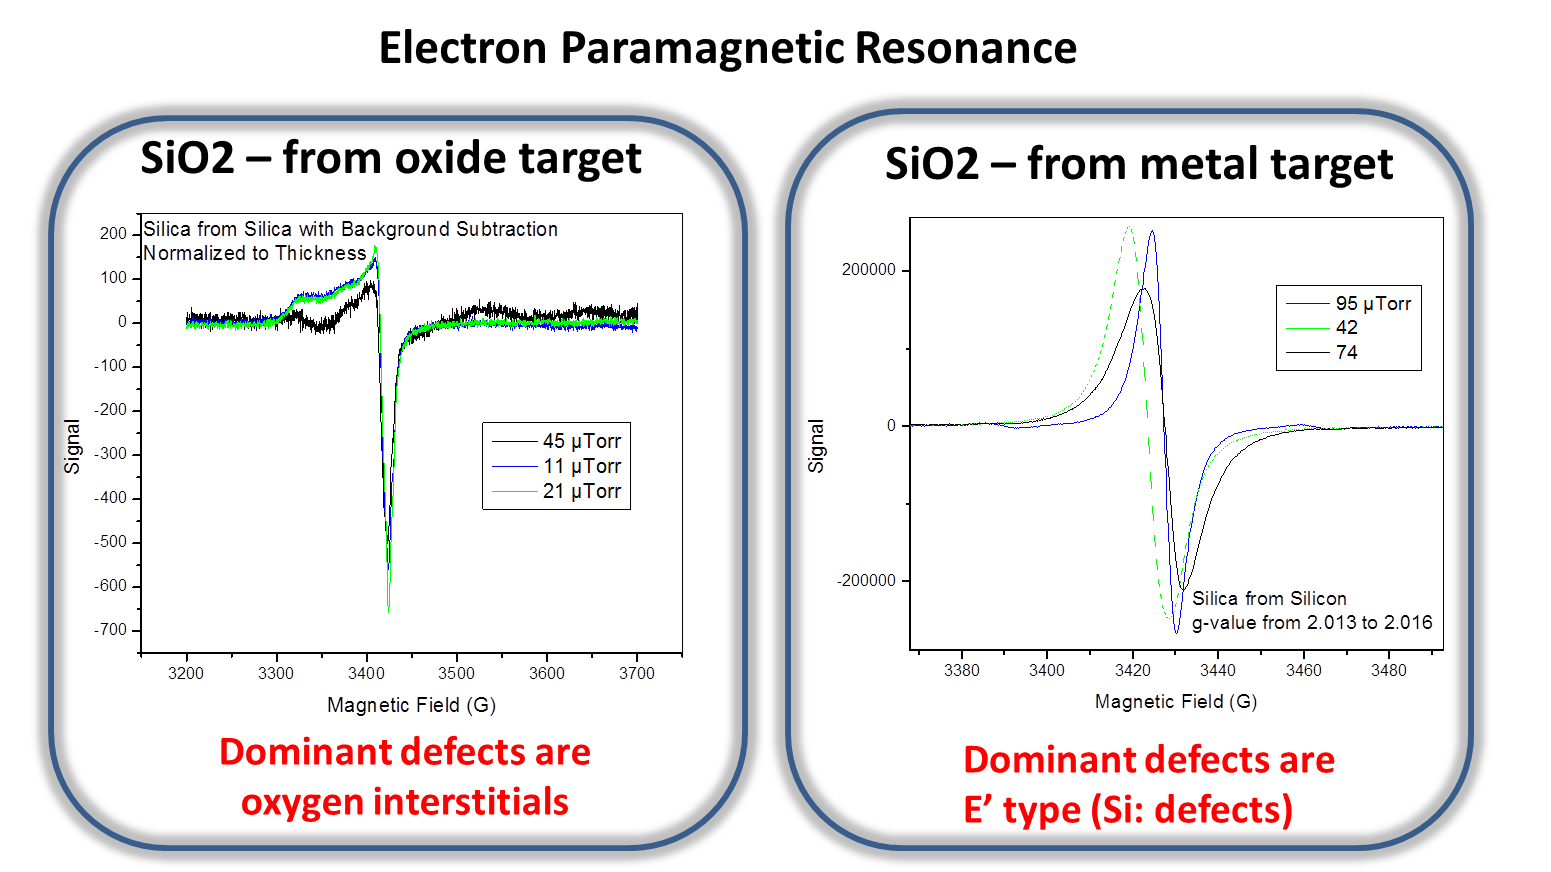 Electron Paramagnetic Resonance
SiO2 – from oxide target
Silica from Silica with Background Subtraction
Normalized to Thickness
200
100
0
-100
-200
-300
-400
-500
-600
-700
Signal
45 µTorr
11 µTorr
21 µTorr
3200 3300 3400 3500 3600 3700
Magnetic Field (G)
Dominant defects are
oxygen interstitials
SiO2 – from metal target
200000
0
-200000
Signal
95 µTorr
42
74
Silica from Silicon
g-value from 2.013 to 2.016
3380 3400 3420 3440 3460 3480
Magnetic Field (G)
Dominant defects are
E’ type (Si: defects)